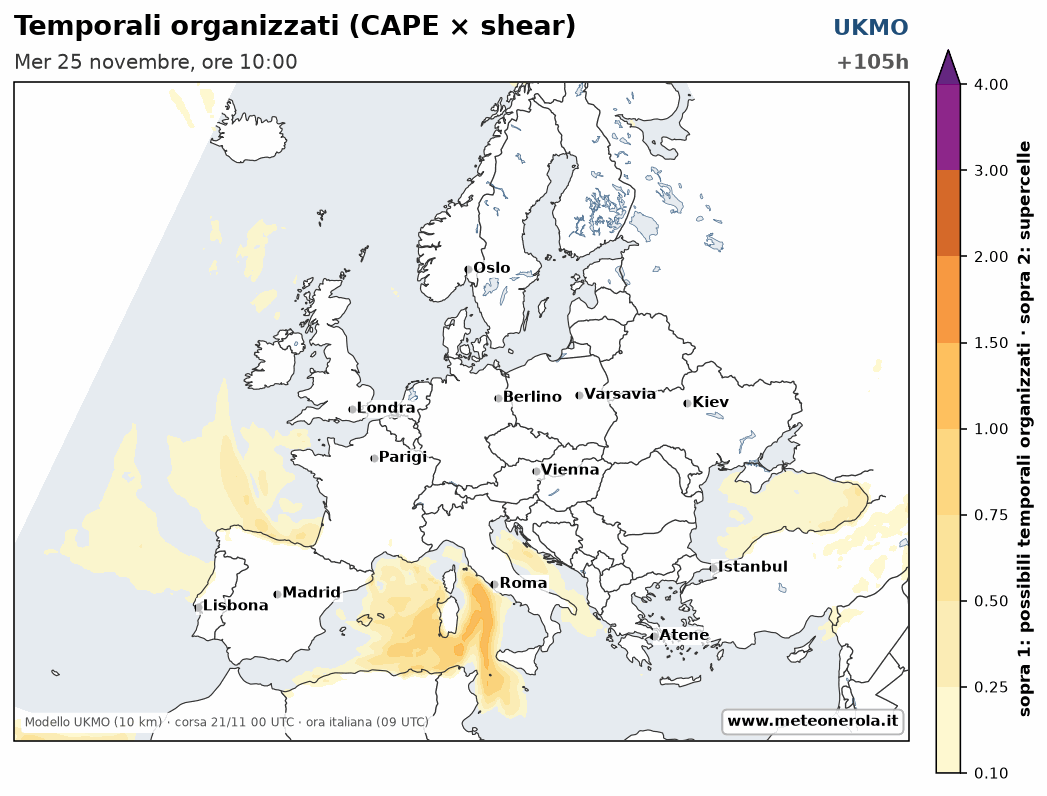 Temporali organizzati (CAPE × shear)
UKMO
Mer 25 novembre, ore 10:00
+105h
4.00
3.00
2.00
1.50
1.00
0.75
0.50
0.25
0.10
sopra 1: possibili temporali organizzati · sopra 2: supercelle
Oslo
Berlino
Varsavia
Kiev
Londra
Parigi
Vienna
Istanbul
Roma
Madrid
Lisbona
Atene
Modello UKMO (10 km) · corsa 21/11 00 UTC · ora italiana (09 UTC)
www.meteonerola.it